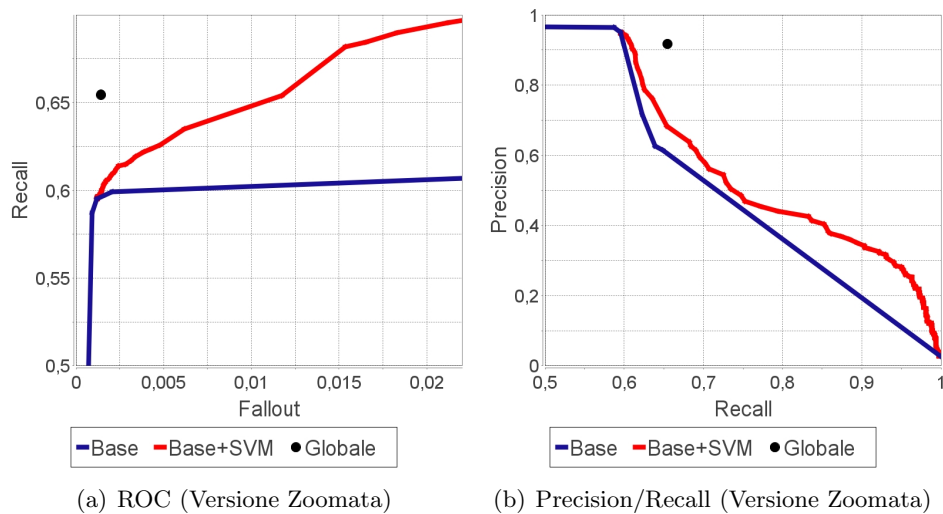 Recall
0,65
0,6
0,55
0,5
0
0,005
0,01
0,015
0,02
Fallout
Base
Base+SVM
Globale
(a) ROC (Versione Zoomata)
Precision
1
0,8
0,6
0,4
0,2
0
0,5
0,6
0,7
0,8
0,9
1
Recall
Base
Base+SVM
Globale
(b) Precision/Recall (Versione Zoomata)